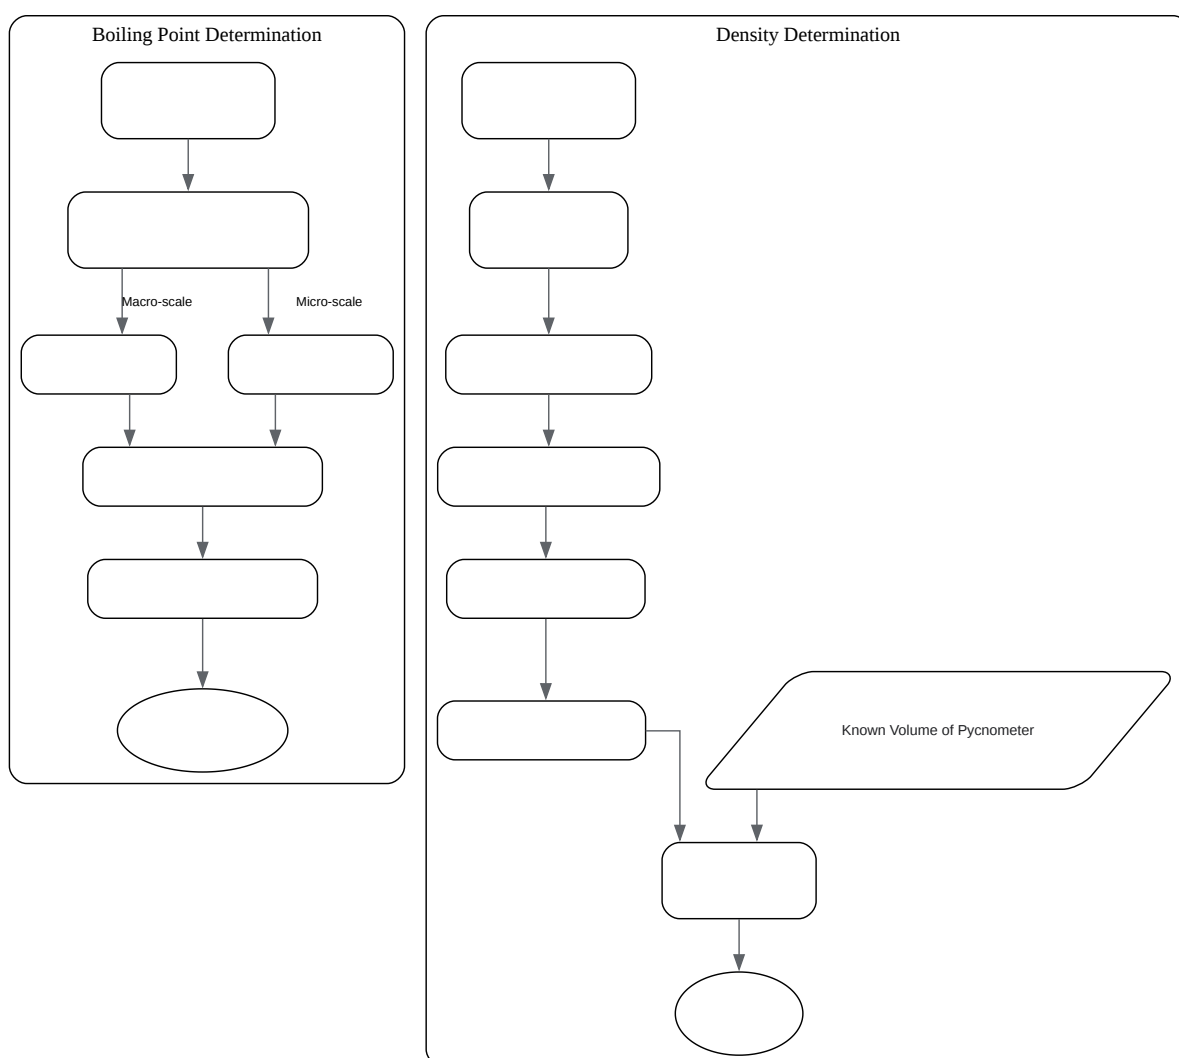 Boiling Point Determination
Density Determination
Macro-scale
Micro-scale
Known Volume of Pycnometer